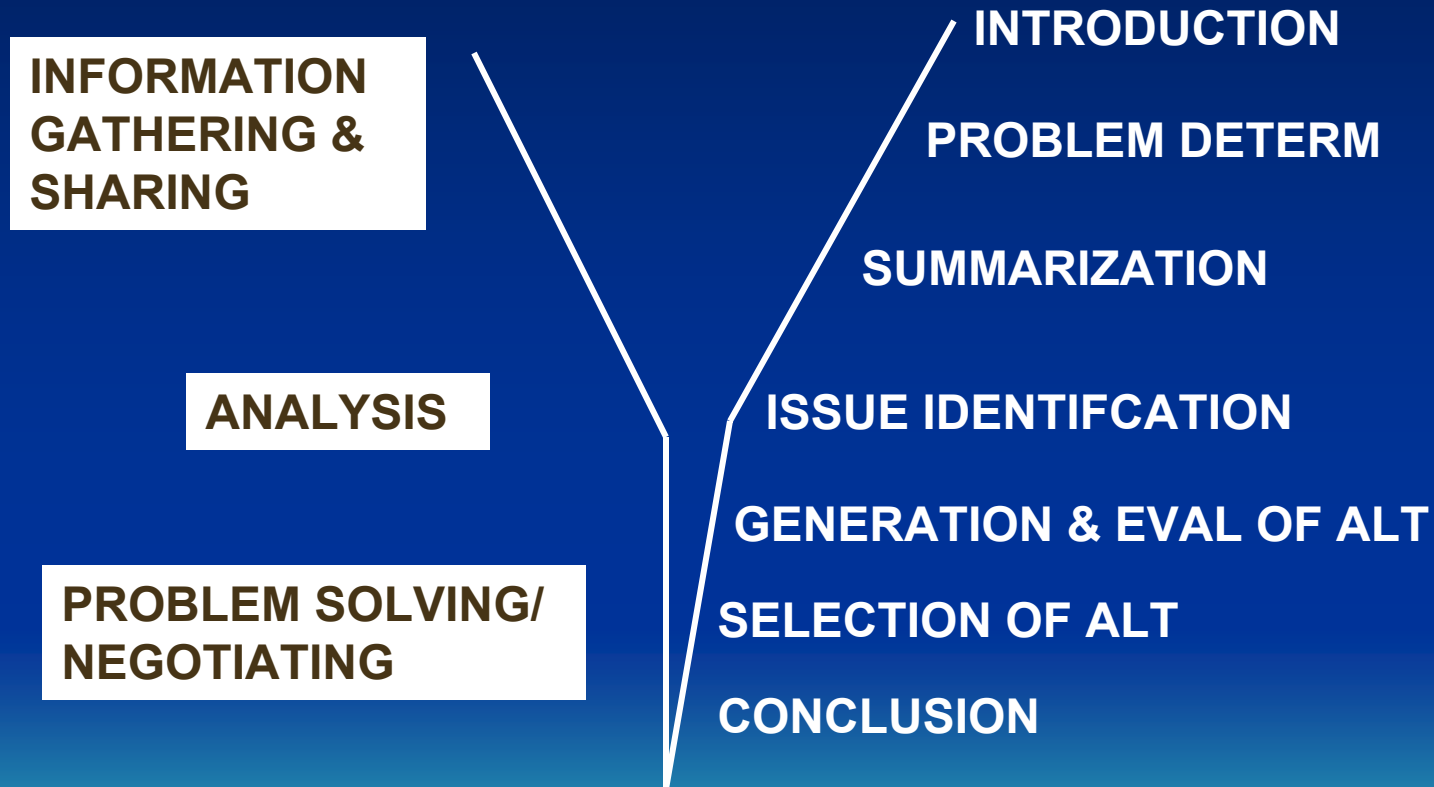 INFORMATION
GATHERING &
SHARING
ANALYSIS
PROBLEM SOLVING/
NEGOTIATING
INTRODUCTION
PROBLEM DETERM
SUMMARIZATION
ISSUE IDENTIFCATION
GENERATION & EVAL OF ALT
SELECTION OF ALT
CONCLUSION